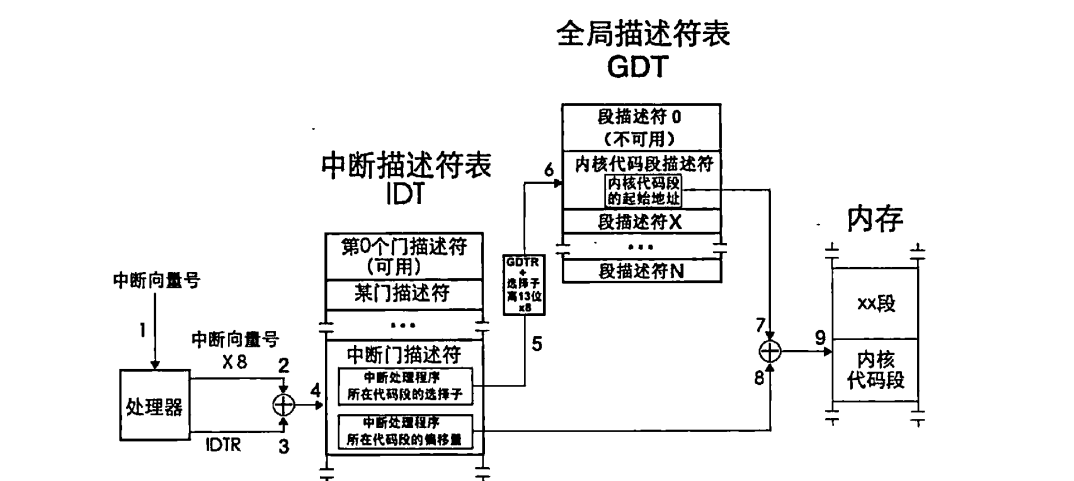 全局描述符表
GDT
段描述符 0
(不可用)
内核代码段描述符
内核代码段
的起始地址
段描述符X
•••
段描述符N
中断描述符表
IDT
第0个门描述符
(可用)
某门描述符
•••
中断门描述符
中断处理程序
所在代码段的选择子
中断处理程序
所在代码段的偏移量
中断向量号
1
处理器
中断向量号
X 8
2
IDTR
3
4
5
GDTR
+
选择子
高13位
x8
6
7
8
9
内存
xx段
内核
代码段